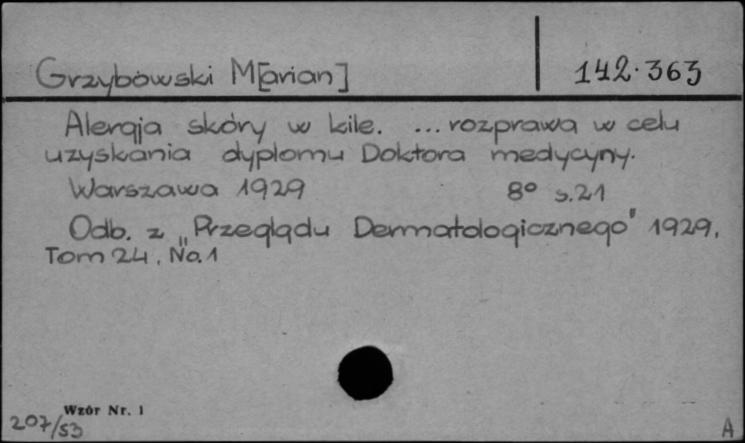 Grzybowski M[arian]
142.363
Alergja skóry w kile. ...rozprawa w celu
uzyskania dyplomu Doktora medycyny.
Warszawa 1929 8° s.21
Odb. z „Przeglądu Dermatologicznego" 1929.
Tom 24. No.1
Wzór Nr. 1
207/53
A